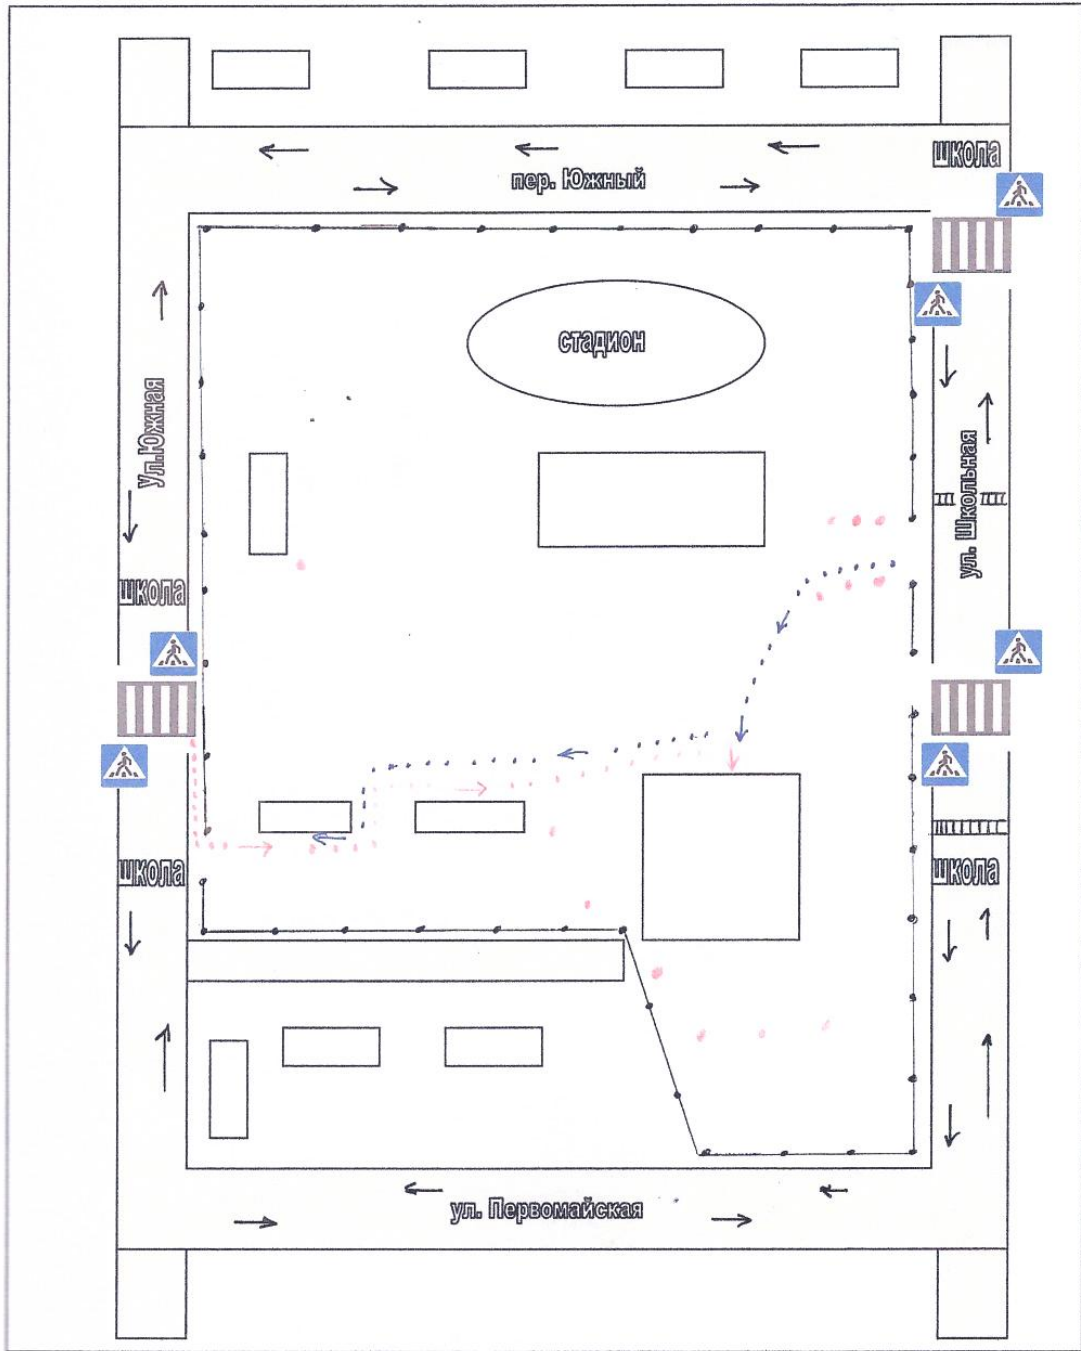 школа
пер. Южный
стадион
Ул.Южная
ул. Школьная
школа
школа
школа
ул. Первомайская